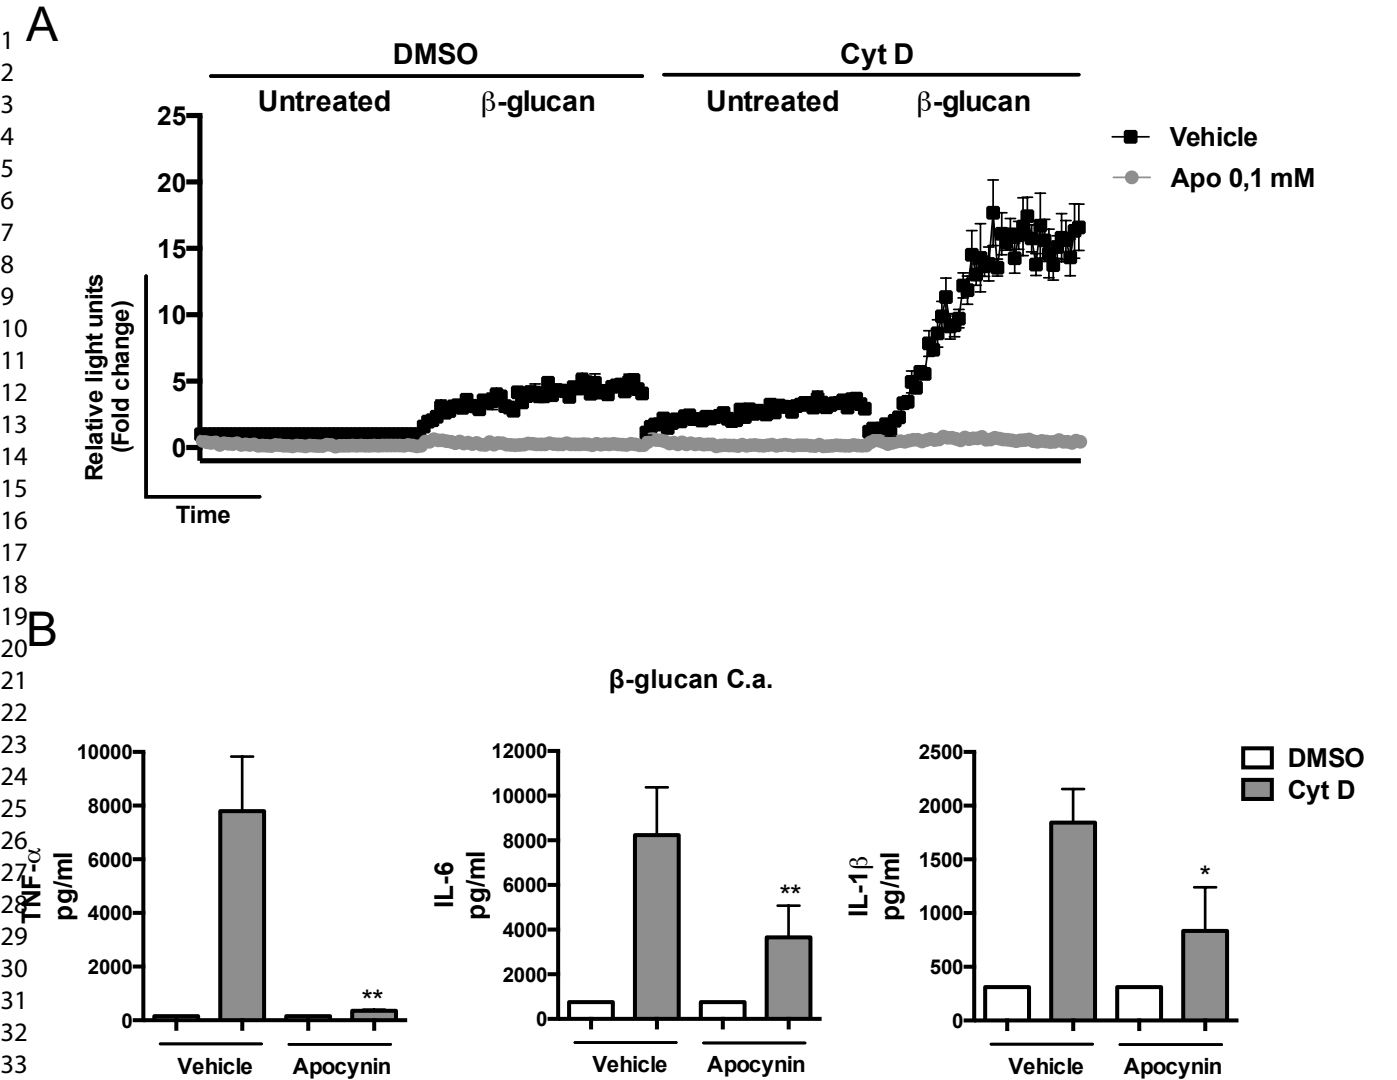 A
1
2
3
4
5
6
7
8
9
10
11
12
13
14
15
16
17
18
19
20
21
22
23
24
25
26
27
28
29
30
31
32
33
DMSO Cyt D
Untreated β-glucan Untreated β-glucan
25
20
15
10
5
0
Relative light units
(Fold change)
Time
Vehicle
Apo 0,1 mM
B
β-glucan C.a.
TNF-α
pg/ml
10000
8000
6000
4000
2000
0
**
Vehicle Apocynin
IL-6
pg/ml
12000
10000
8000
6000
4000
2000
0
**
Vehicle Apocynin
IL-1β
pg/ml
2500
2000
1500
1000
500
0
*
Vehicle Apocynin
DMSO
Cyt D